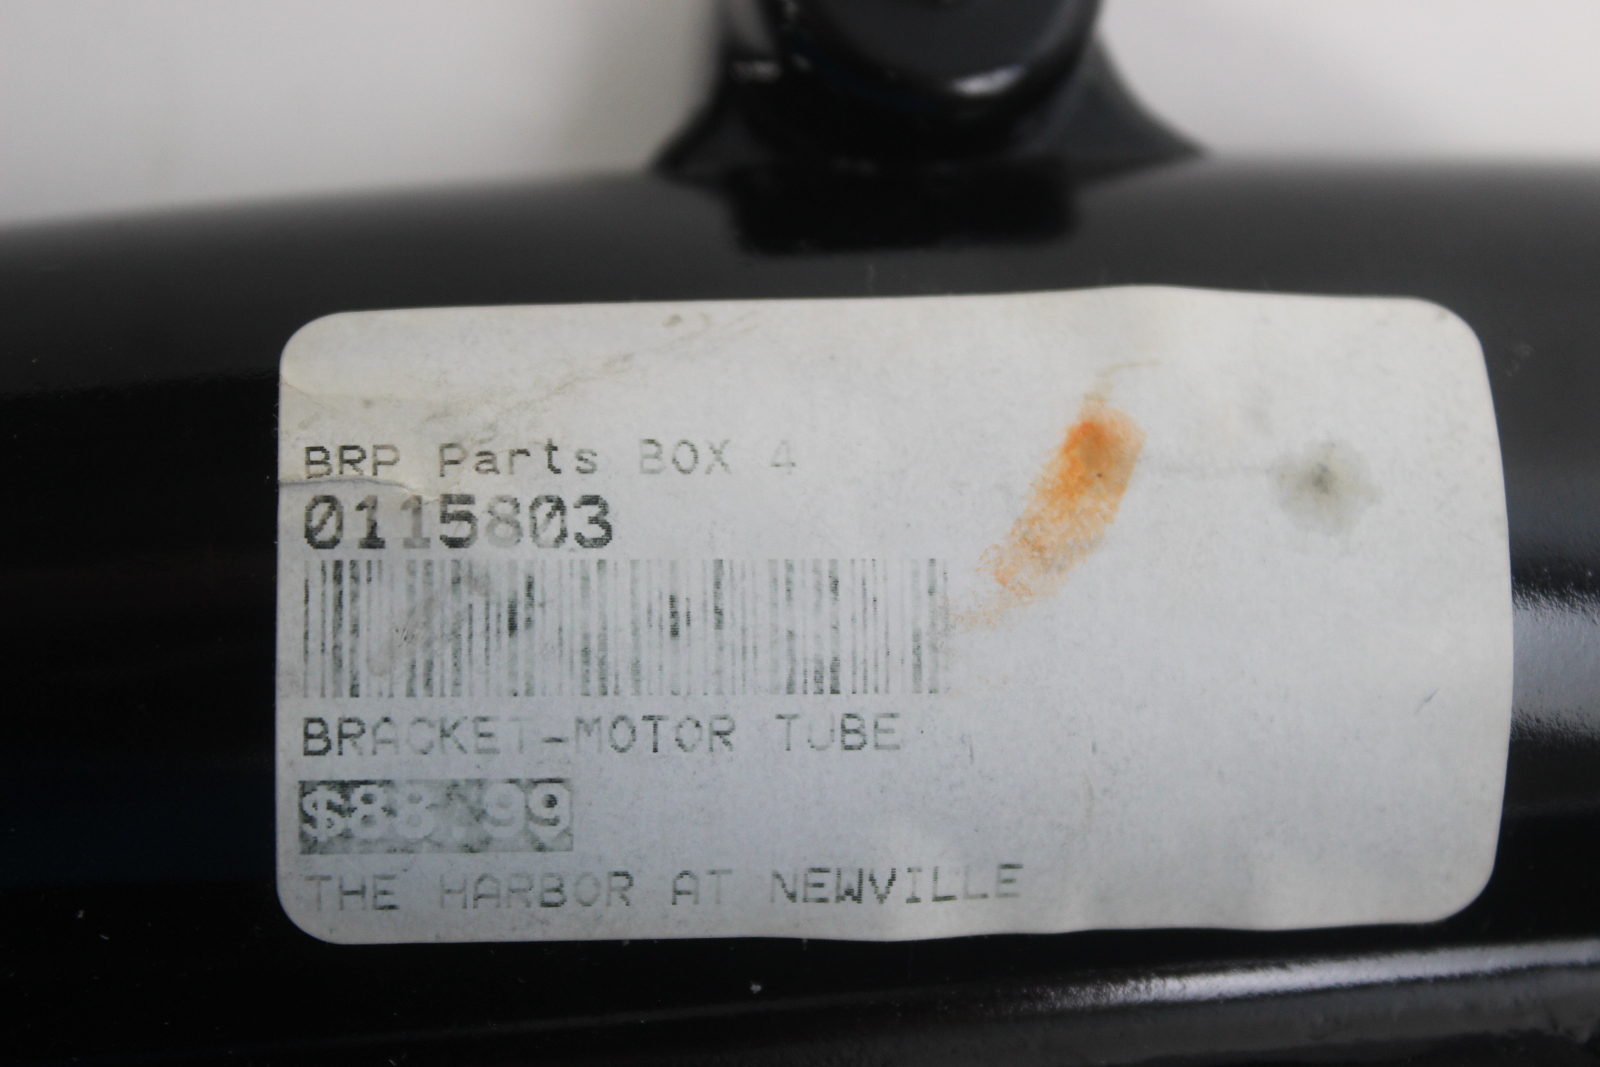 BRP Parts BOX 4
0115803
BRACKET-MOTOR TUBE
$88.99
THE HARBOR AT NEWVILLE